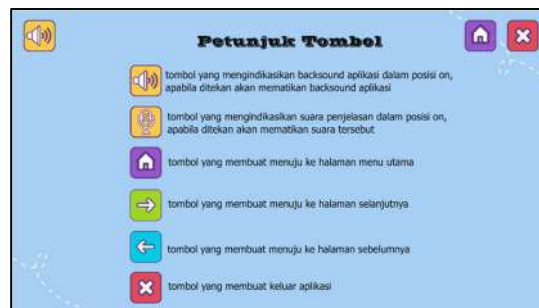 Petunjuk Tombol
tombol yang mengindikasikan backsound aplikasi dalam posisi on,
apabila ditekan akan mematikan backsound aplikasi
tombol yang mengindikasikan suara penjelasan dalam posisi on,
apabila ditekan akan mematikan suara tersebut
tombol yang membuat menuju ke halaman menu utama
tombol yang membuat menuju ke halaman selanjutnya
tombol yang membuat menuju ke halaman sebelumnya
tombol yang membuat keluar aplikasi